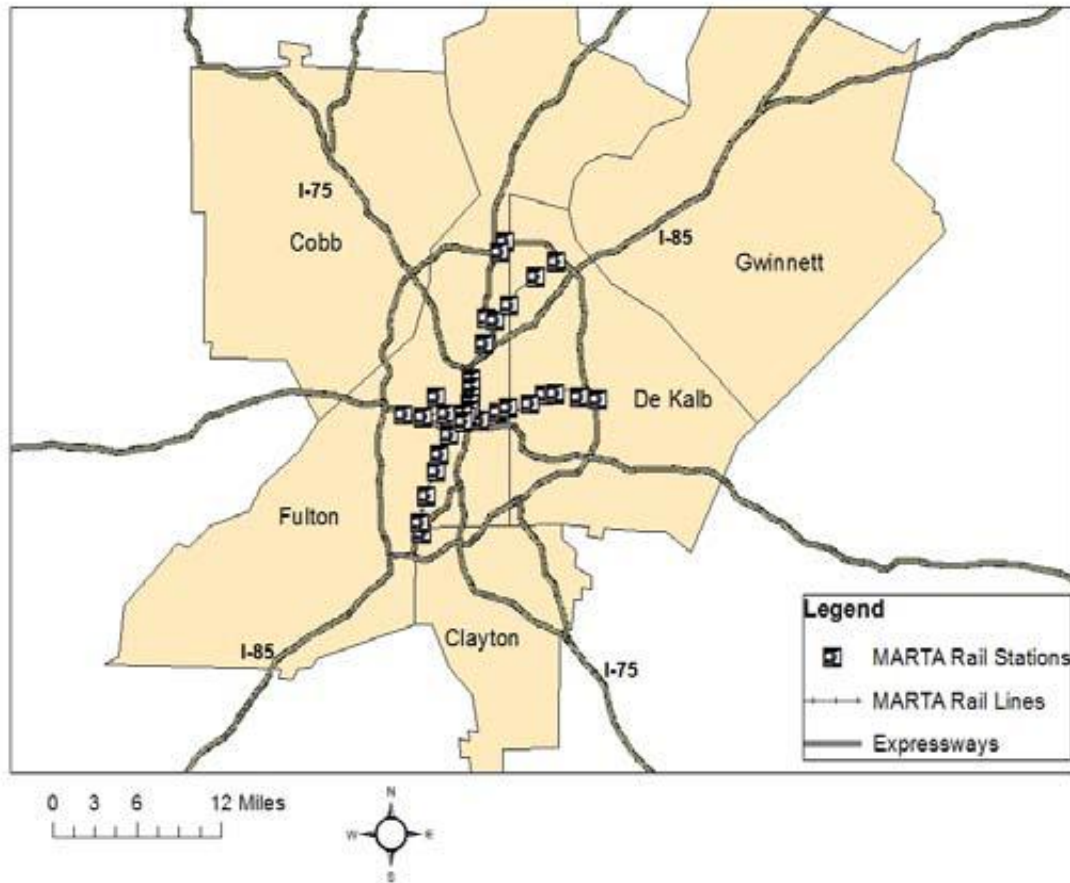 I-75
Cobb
I-85
Gwinnett
De Kalb
Fulton
Clayton
I-85
I-75
Legend
MARTA Rail Stations
MARTA Rail Lines
Expressways
0 3 6 12 Miles
N
W E
S